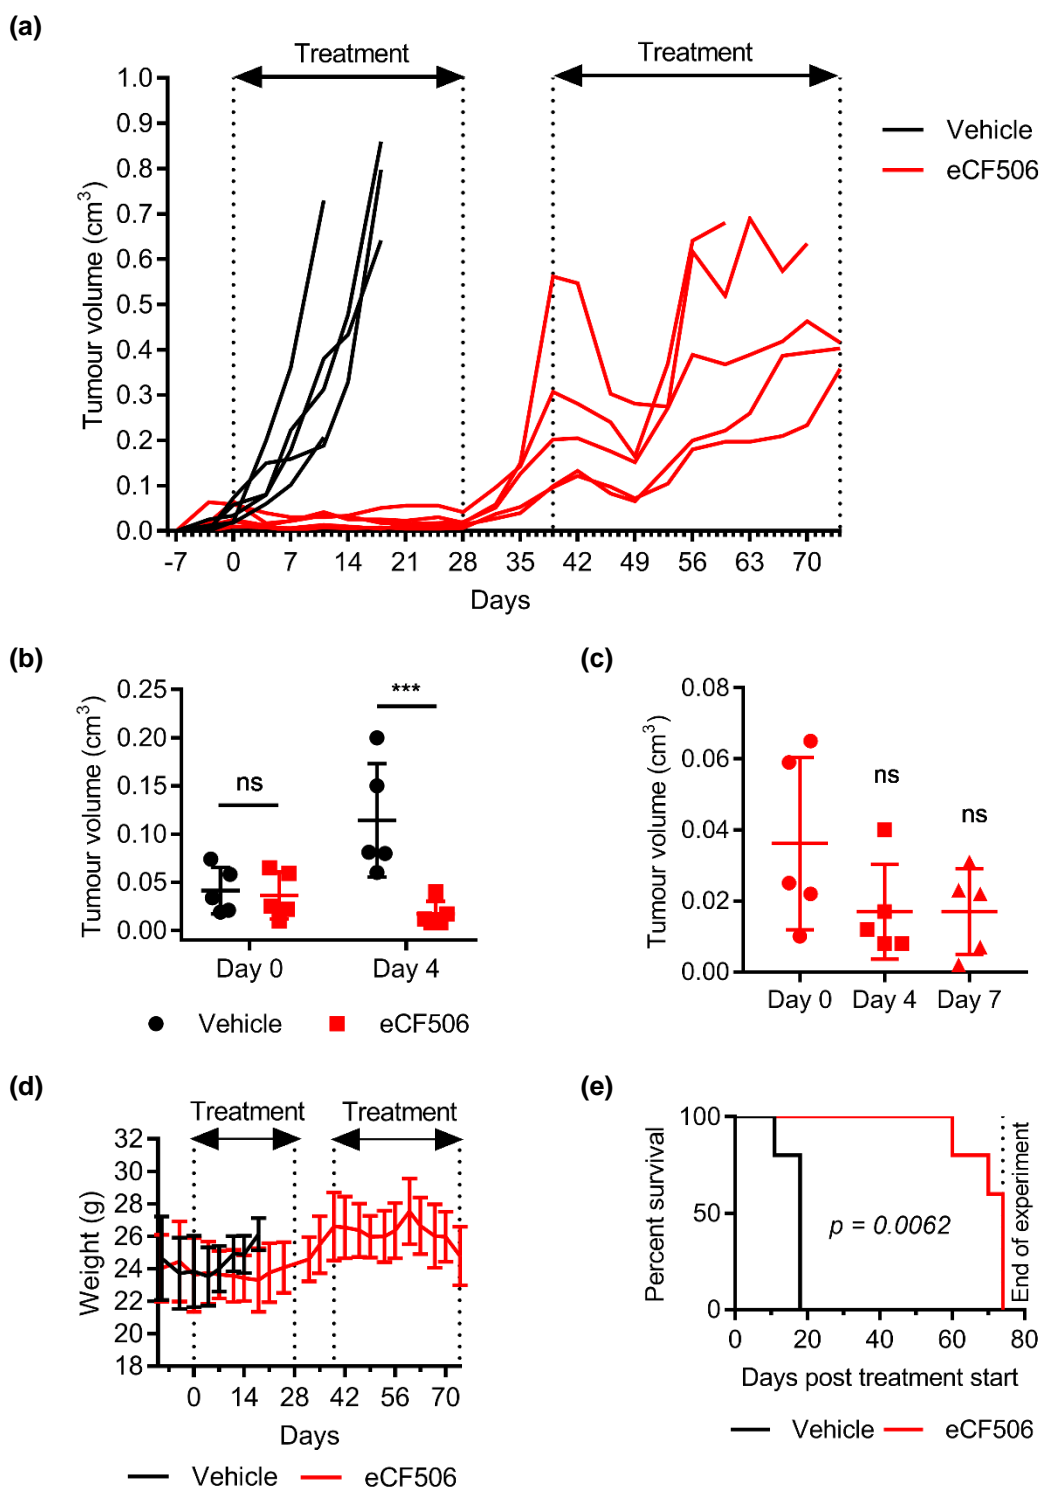 (a)
Treatment
Treatment
1.0
0.9
0.8
0.7
0.6
0.5
0.4
0.3
0.2
0.1
0.0
Tumour volume (cm3)
-7 0 7 14 21 28 35 42 49 56 63 70
Days
Vehicle
eCF506
(b)
0.25
0.20
0.15
0.10
0.05
0.00
Tumour volume (cm3)
ns
***
Day 0 Day 4
Vehicle eCF506
(c)
0.08
0.06
0.04
0.02
0.00
Tumour volume (cm3)
ns
ns
Day 0 Day 4 Day 7
(d)
Treatment Treatment
32
30
28
26
24
22
20
18
Weight (g)
0 14 28 42 56 70
Days
Vehicle eCF506
(e)
100
50
0
Percent survival
p = 0.0062
End of experiment
0 20 40 60 80
Days post treatment start
Vehicle eCF506